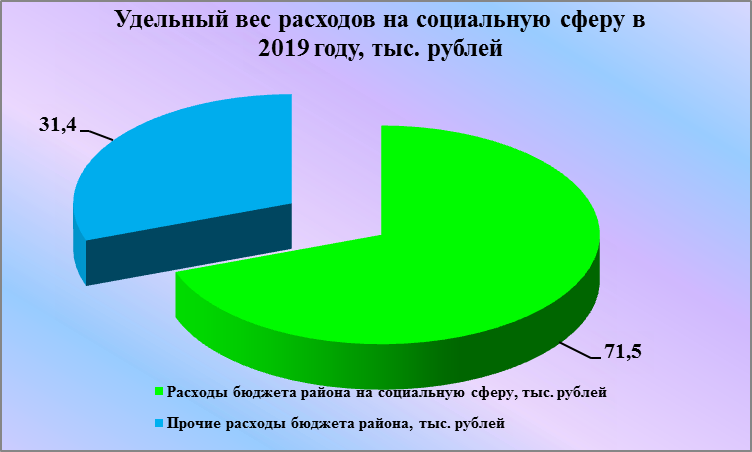 Удельный вес расходов на социальную сферу в
2019 году, тыс. рублей
31,4
71,5
Расходы бюджета района на социальную сферу, тыс. рублей
Прочие расходы бюджета района, тыс. рублей